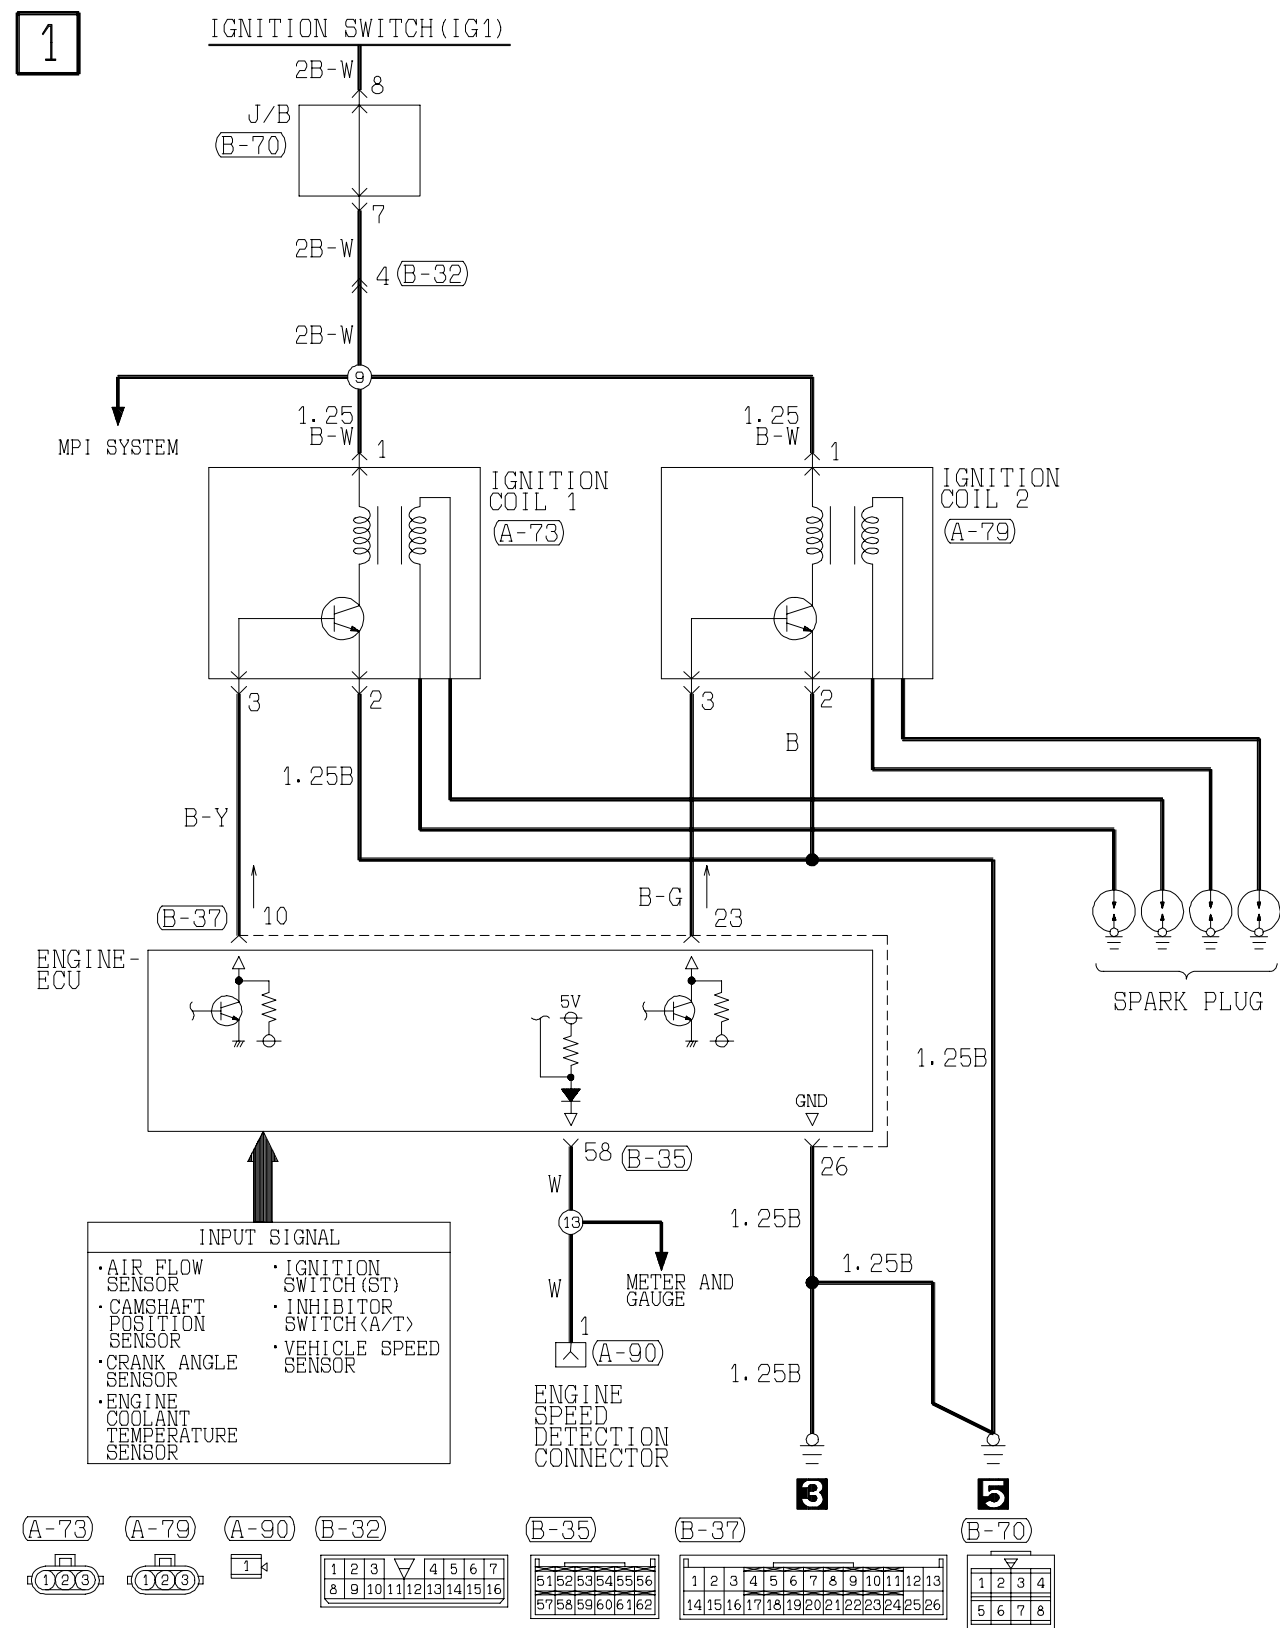 1
IGNITION SWITCH(IG1)
2B-W
8
J/B
(B-70)
7
2B-W
4 (B-32)
2B-W
9
1.25
B-W
1
1.25
B-W
1
MPI SYSTEM
IGNITION
COIL 1
(A-73)
IGNITION
COIL 2
(A-79)
3
2
3
2
B
1.25B
B-Y
B-G
(B-37)
10
23
ENGINE-
ECU
SPARK PLUG
5V
1.25B
GND
58 (B-35)
26
W
13
1.25B
1.25B
METER AND
GAUGE
W
1
(A-90)
1.25B
ENGINE
SPEED
DETECTION
CONNECTOR
INPUT SIGNAL
·AIR FLOW
SENSOR
·CAMSHAFT
POSITION
SENSOR
·CRANK ANGLE
SENSOR
·ENGINE
COOLANT
TEMPERATURE
SENSOR
·IGNITION
SWITCH(ST)
·INHIBITOR
SWITCH<A/T>
·VEHICLE SPEED
SENSOR
3
5
(A-73)
1 2 3
(A-79)
1 2 3
(A-90)
1
(B-32)
1 2 3 4 5 6 7
8 9 10 11 12 13 14 15 16
(B-35)
51 52 53 54 55 56
57 58 59 60 61 62
(B-37)
1 2 3 4 5 6 7 8 9 10 11 12 13
14 15 16 17 18 19 20 21 22 23 24 25 26
(B-70)
1 2 3 4
5 6 7 8